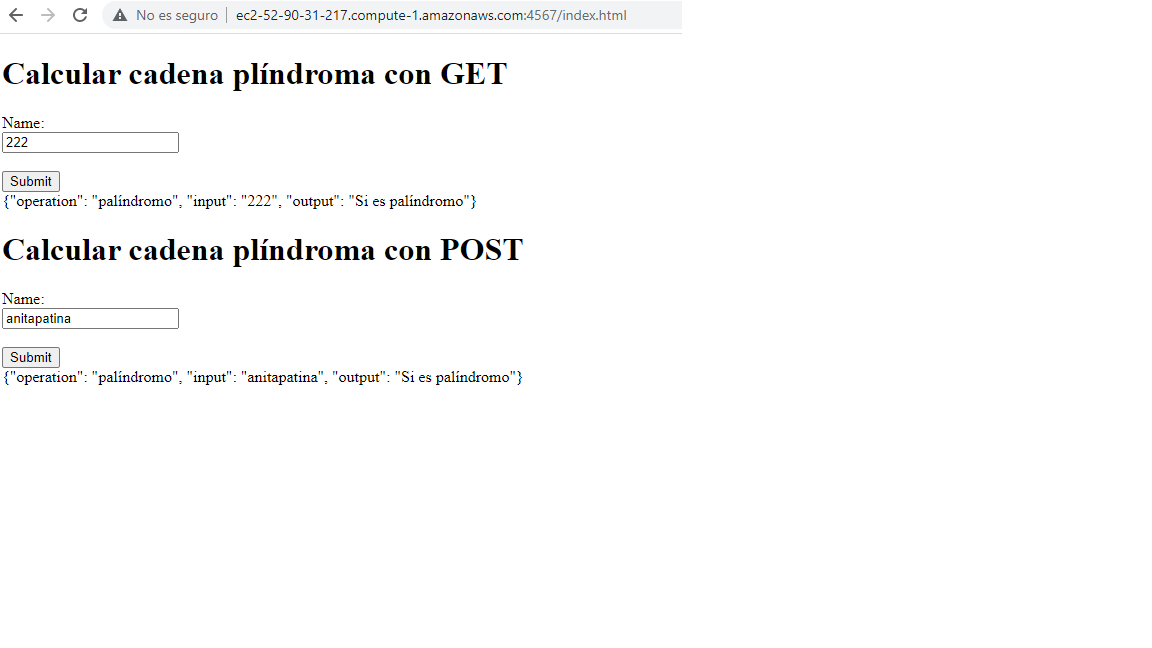 No es seguro ec2-52-90-31-217.compute-1.amazonaws.com:4567/index.html
Calcular cadena plíndroma con GET
Name:
222
Submit
{"operation": "palíndromo", "input": "222", "output": "Si es palíndromo"}
Calcular cadena plíndroma con POST
Name:
anitapatina
Submit
{"operation": "palíndromo", "input": "anitapatina", "output": "Si es palíndromo"}